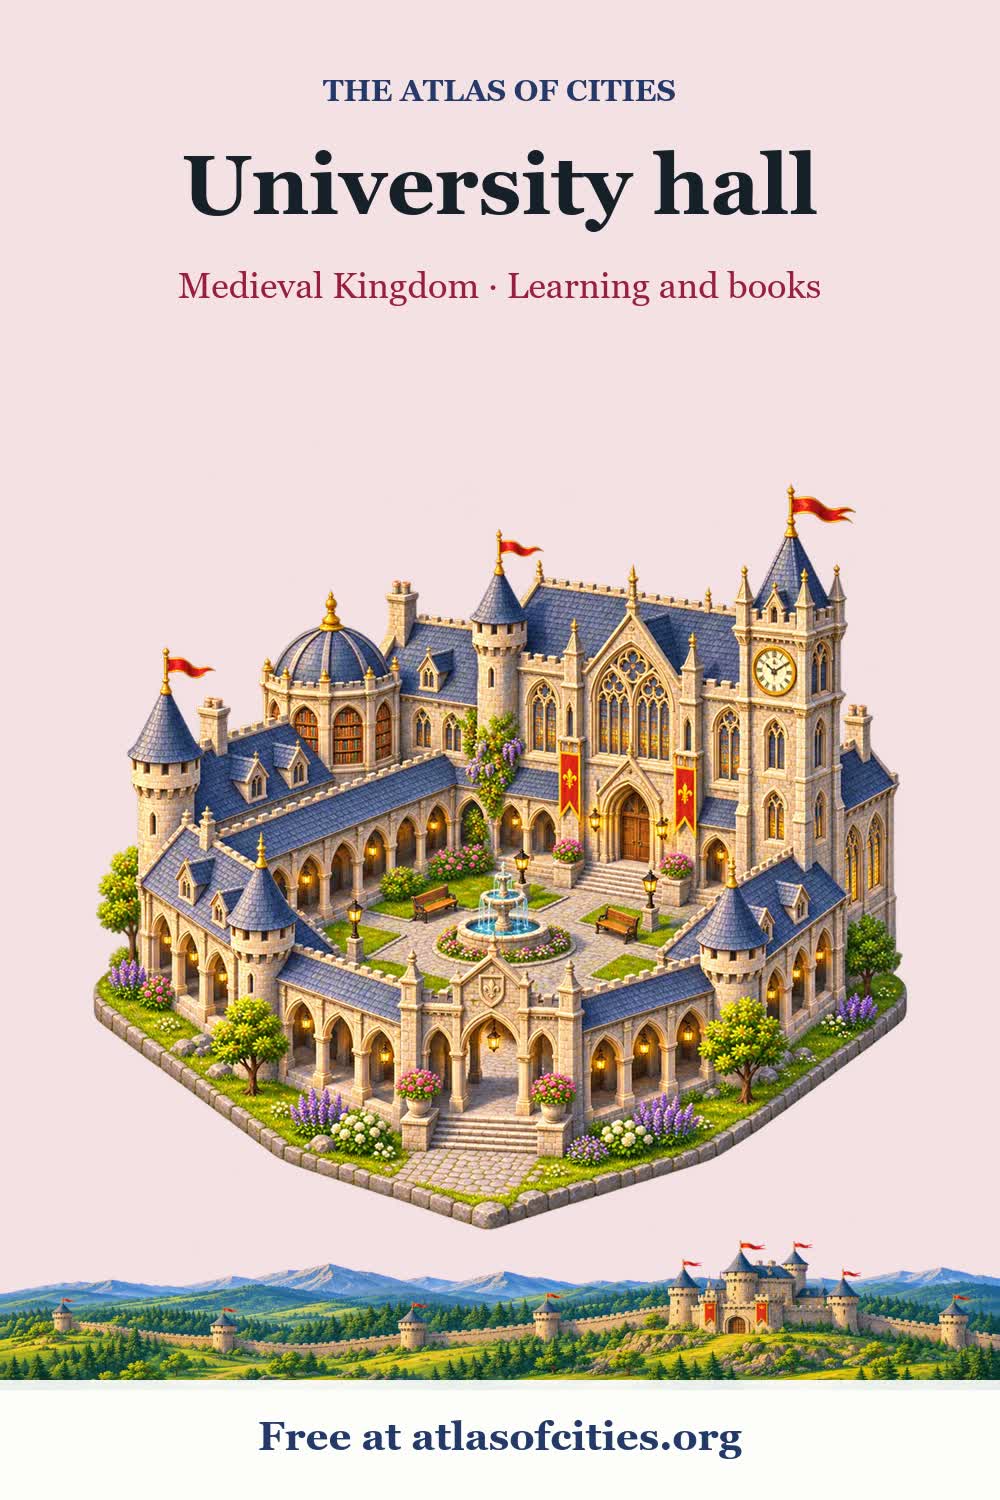 THE ATLAS OF CITIES
University hall
Medieval Kingdom · Learning and books
Free at atlasofcities.org